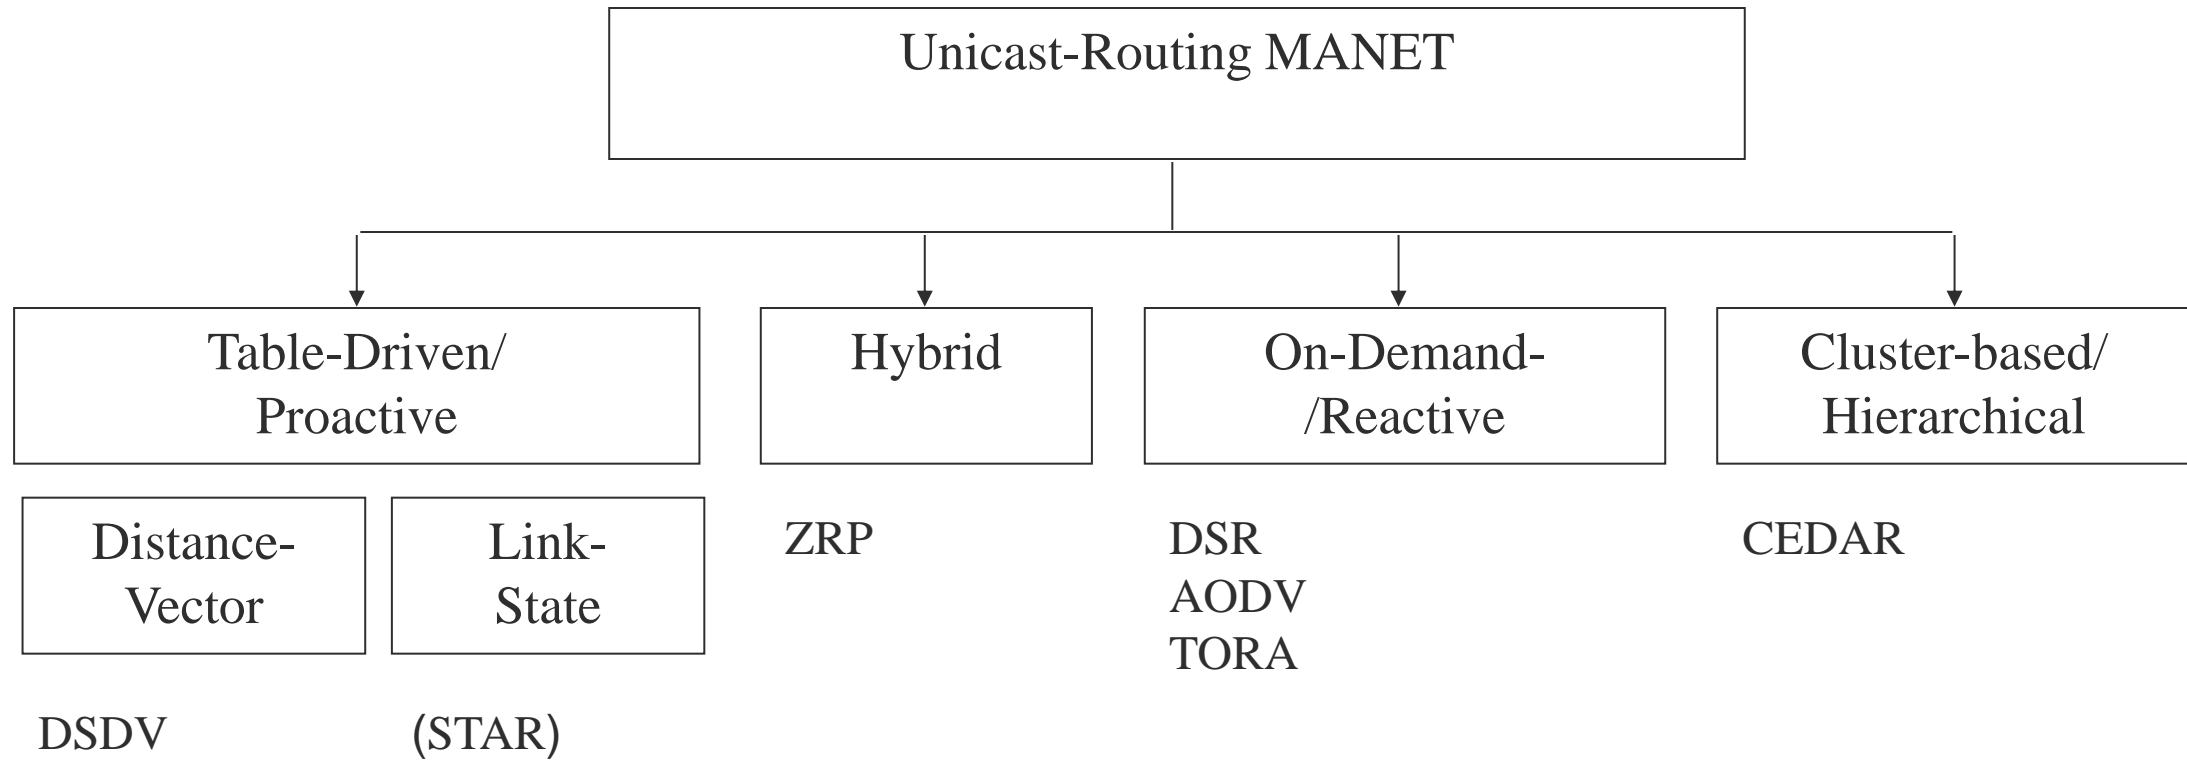 Unicast-Routing MANET
Table-Driven/
Proactive
Hybrid
On-Demand-
/Reactive
Cluster-based/
Hierarchical
Distance-
Vector
Link-
State
ZRP
DSR
AODV
TORA
CEDAR
DSDV
(STAR)